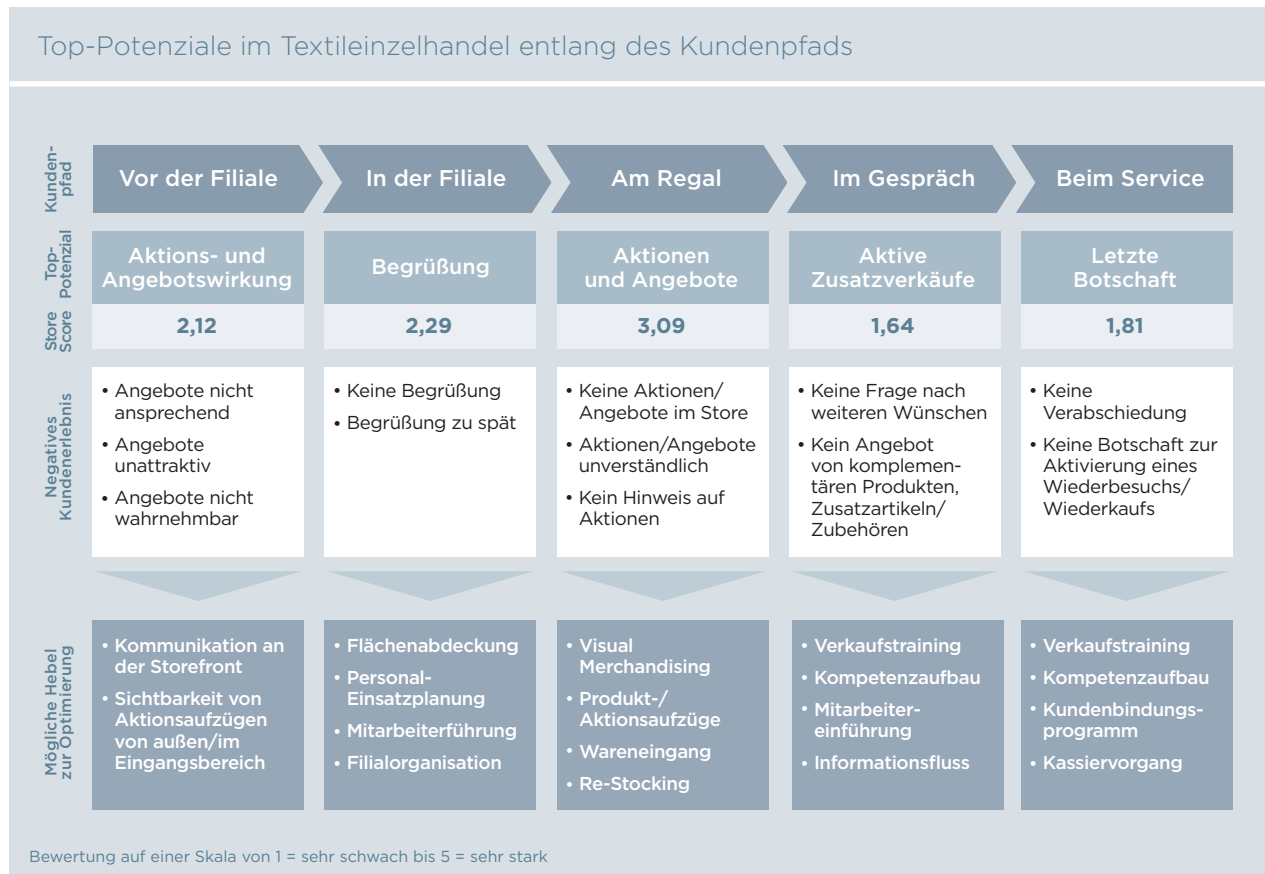 Top-Potenziale im Textileinzelhandel entlang des Kundenpfads
Kunden-
pfad
Vor der Filiale
In der Filiale
Am Regal
Im Gespräch
Beim Service
Top-
Potenzial
Aktions- und
Angebotswirkung
Begrüßung
Aktionen
und Angebote
Aktive
Zusatzverkäufe
Letzte
Botschaft
Store
Score
2,12
2,29
3,09
1,64
1,81
Negatives
Kundenerlebnis
• Angebote nicht
ansprechend
• Angebote
unattraktiv
• Angebote nicht
wahrnehmbar
• Keine Begrüßung
• Begrüßung zu spät
• Keine Aktionen/
Angebote im Store
• Aktionen/Angebote
unverständlich
• Kein Hinweis auf
Aktionen
• Keine Frage nach
weiteren Wünschen
• Kein Angebot
von komplemen-
tären Produkten,
Zusatzartikeln/
Zubehören
• Keine
Verabschiedung
• Keine Botschaft zur
Aktivierung eines
Wiederbesuchs/
Wiederkaufs
Mögliche Hebel
zur Optimierung
• Kommunikation an
der Storefront
• Sichtbarkeit von
Aktionsaufzügen
von außen/im
Eingangsbereich
• Flächenabdeckung
• Personal-
Einsatzplanung
• Mitarbeiterführung
• Filialorganisation
• Visual
Merchandising
• Produkt-/
Aktionsaufzüge
• Wareneingang
• Re-Stocking
• Verkaufstraining
• Kompetenzaufbau
• Mitarbeiter-
einführung
• Informationsfluss
• Verkaufstraining
• Kompetenzaufbau
• Kundenbindungs-
programm
• Kassiervorgang
Bewertung auf einer Skala von 1 = sehr schwach bis 5 = sehr stark